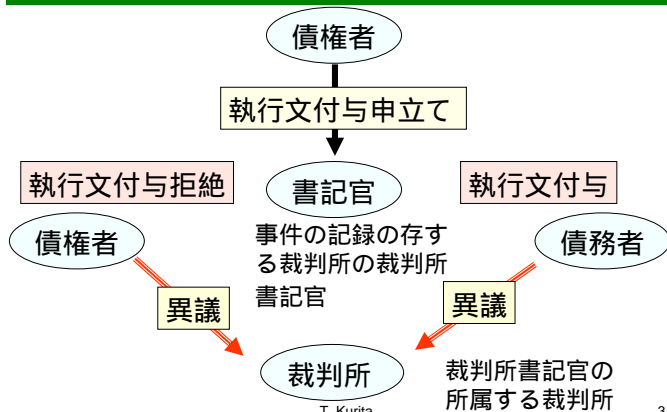 債権者
執行文付与申立て
執行文付与拒絶
書記官
執行文付与
債権者
事件の記録の存す
る裁判所の裁判所
書記官
債務者
異議
異議
裁判所
裁判所書記官の
所属する裁判所
T. Kurita
3